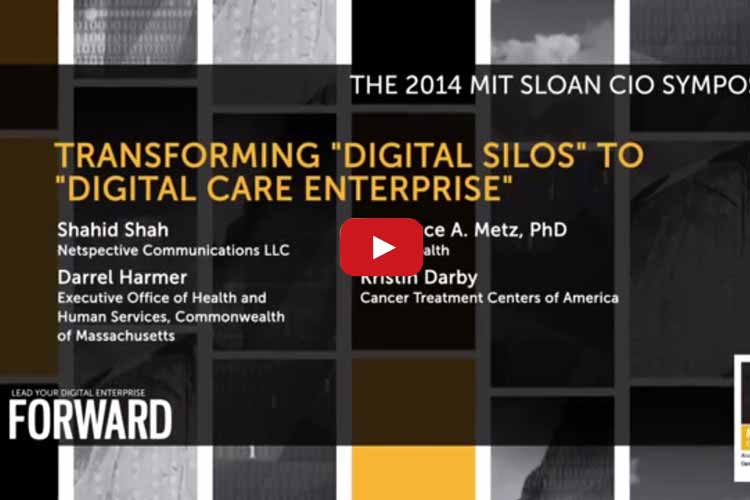 THE 2014 MIT SLOAN CIO SYMPOS
TRANSFORMING "DIGITAL SILOS" TO
"DIGITAL CARE ENTERPRISE"
Shahid Shah
Netspective Communications LLC
Darrel Harmer
Executive Office of Health and
Human Services, Commonwealth
of Massachusetts
ce A. Metz, PhD
alth
Kristin Darby
Cancer Treatment Centers of America
LEAD YOUR DIGITAL ENTERPRISE
FORWARD